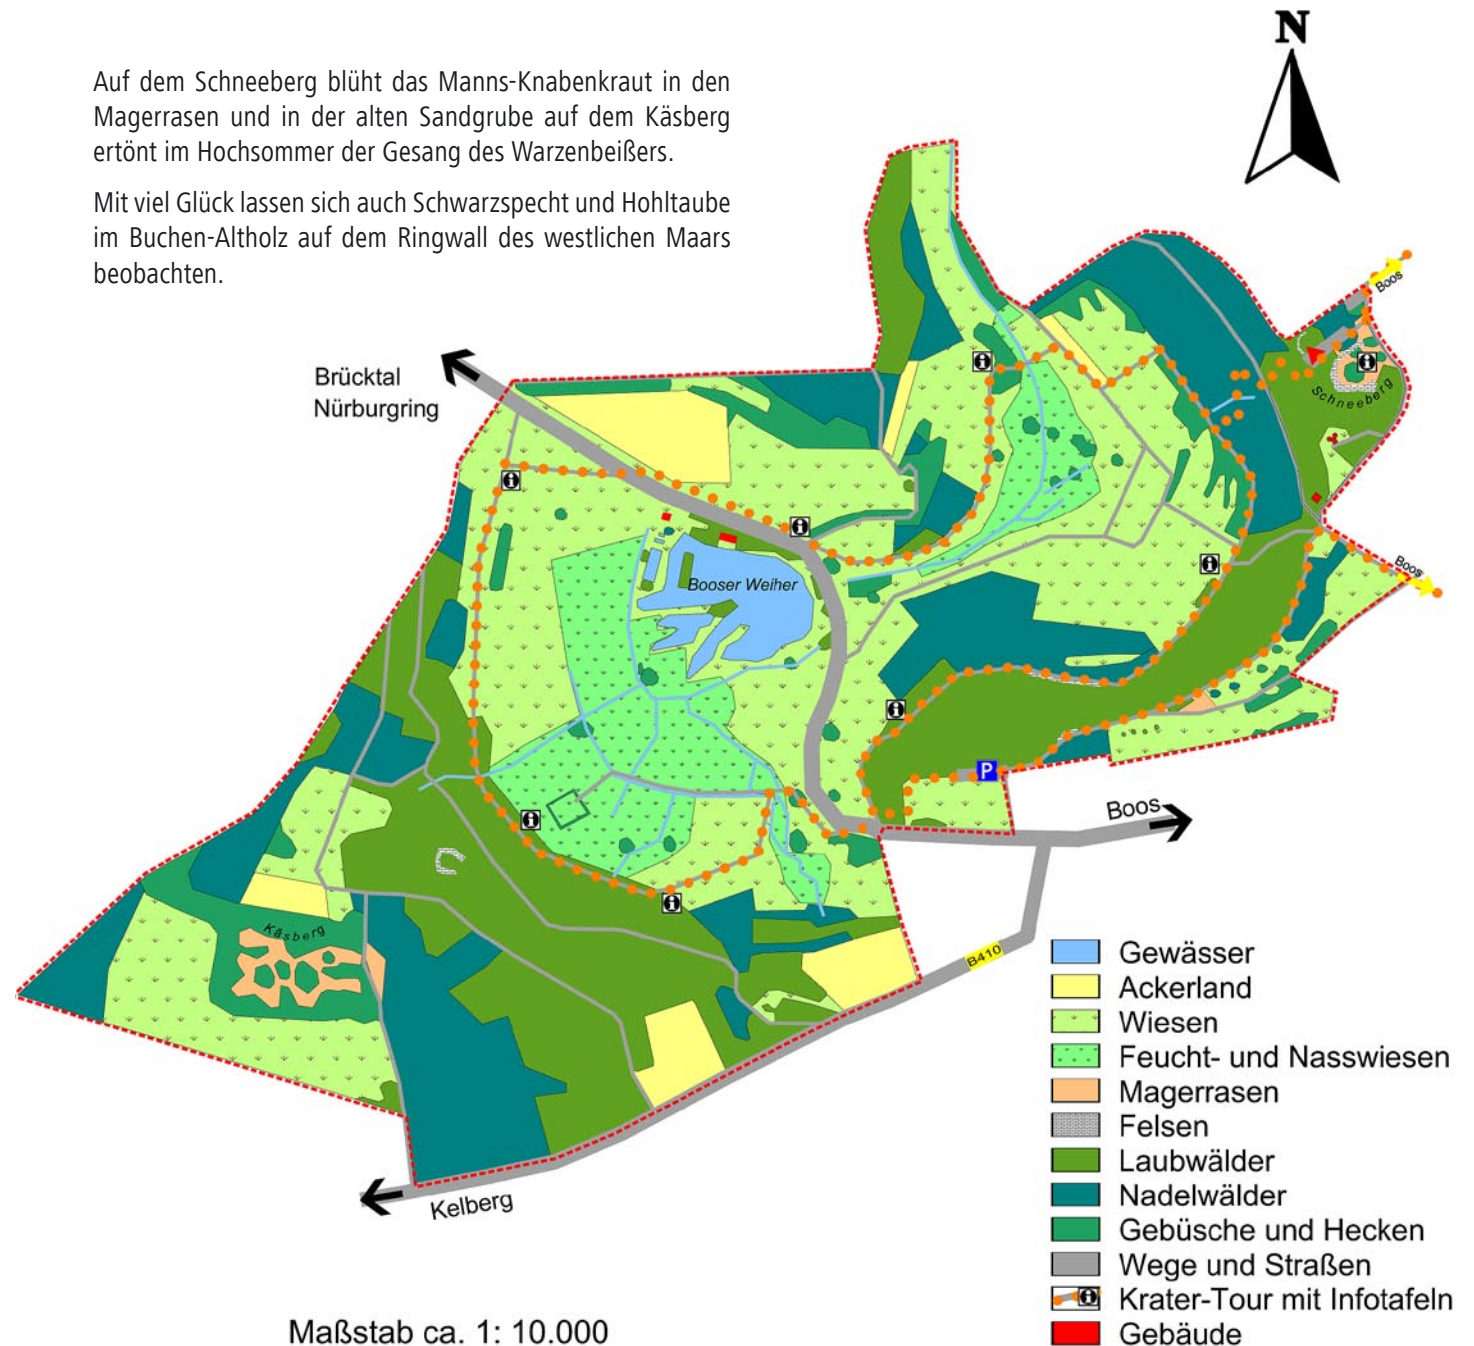 N
Auf dem Schneeberg blüht das Manns-Knabenkraut in den
Magerrasen und in der alten Sandgrube auf dem Käsberg
ertönt im Hochsommer der Gesang des Warzenbeißers.
Mit viel Glück lassen sich auch Schwarzspecht und Hohltaube
im Buchen-Altholz auf dem Ringwall des westlichen Maars
beobachten.
Boos
Brücktal
Nürburgring
Schneeberg
Booser Weiher
Boos
P
Boos
Käsberg
B410
Kelberg
Gewässer
Ackerland
Wiesen
Feucht- und Nasswiesen
Magerrasen
Felsen
Laubwälder
Nadelwälder
Gebüsche und Hecken
Wege und Straßen
Krater-Tour mit Infotafeln
Gebäude
Maßstab ca. 1: 10.000